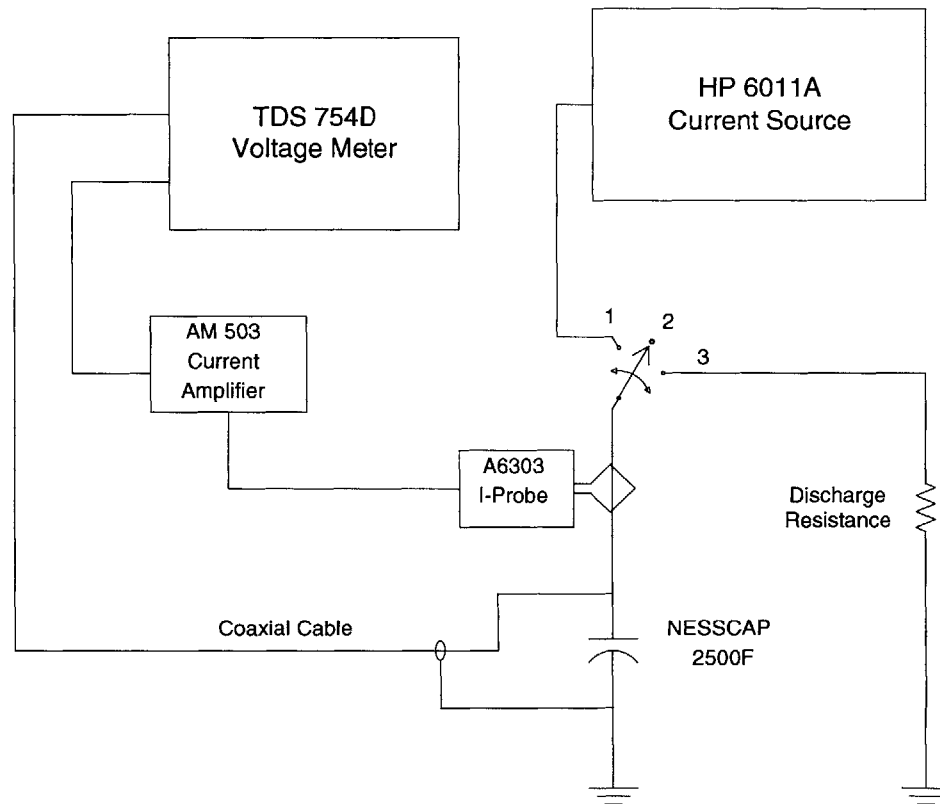 TDS 754D
Voltage Meter
HP 6011A
Current Source
AM 503
Current
Amplifier
1
2
3
A6303
I-Probe
Discharge
Resistance
Coaxial Cable
NESSCAP
2500F